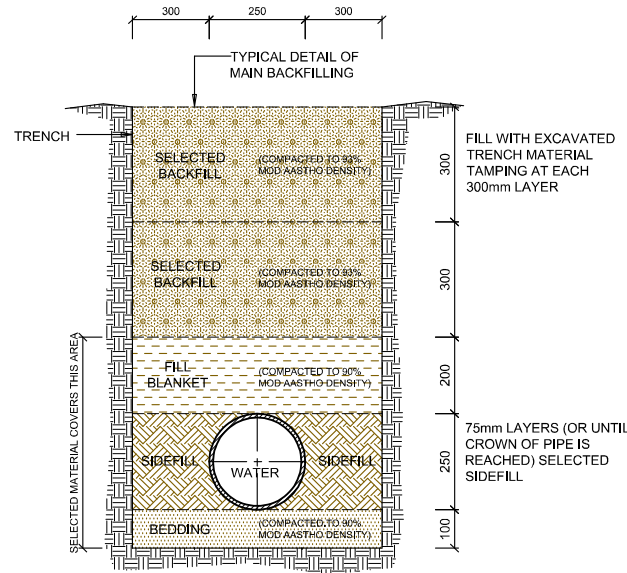 300 250 300
TYPICAL DETAIL OF
MAIN BACKFILLING
TRENCH
SELECTED
BACKFILL
(COMPACTED TO 93%
MOD AASTHO DENSITY)
300
FILL WITH EXCAVATED
TRENCH MATERIAL
TAMPING AT EACH
300mm LAYER
SELECTED
BACKFILL
(COMPACTED TO 93%
MOD AASTHO DENSITY)
300
SELECTED MATERIAL COVERS THIS AREA
FILL
BLANKET
(COMPACTED TO 90%
MOD AASTHO DENSITY)
200
SIDEFILL
WATER
SIDEFILL
250
75mm LAYERS (OR UNTIL
CROWN OF PIPE IS
REACHED) SELECTED
SIDEFILL
BEDDING
(COMPACTED TO 90%
MOD AASTHO DENSITY)
100